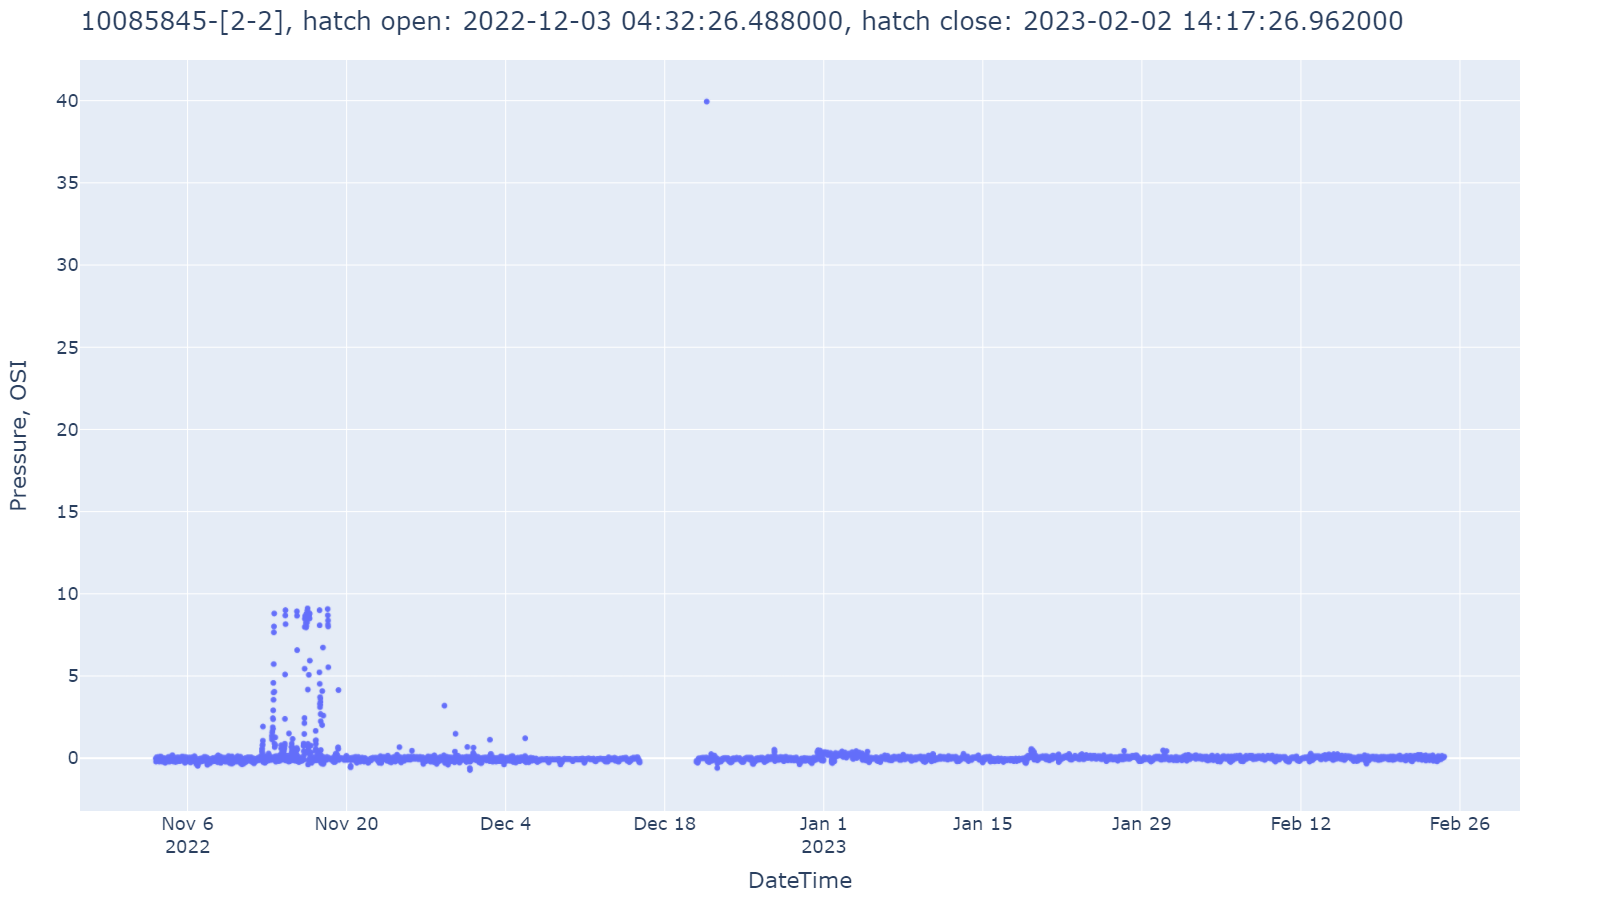 10085845-[2-2], hatch open: 2022-12-03 04:32:26.488000, hatch close: 2023-02-02 14:17:26.962000
40
35
30
25
20
15
10
5
0
Pressure, OSI
Nov 6 Nov 20 Dec 4 Dec 18 Jan 1 Jan 15 Jan 29 Feb 12 Feb 26
2022 2023
DateTime